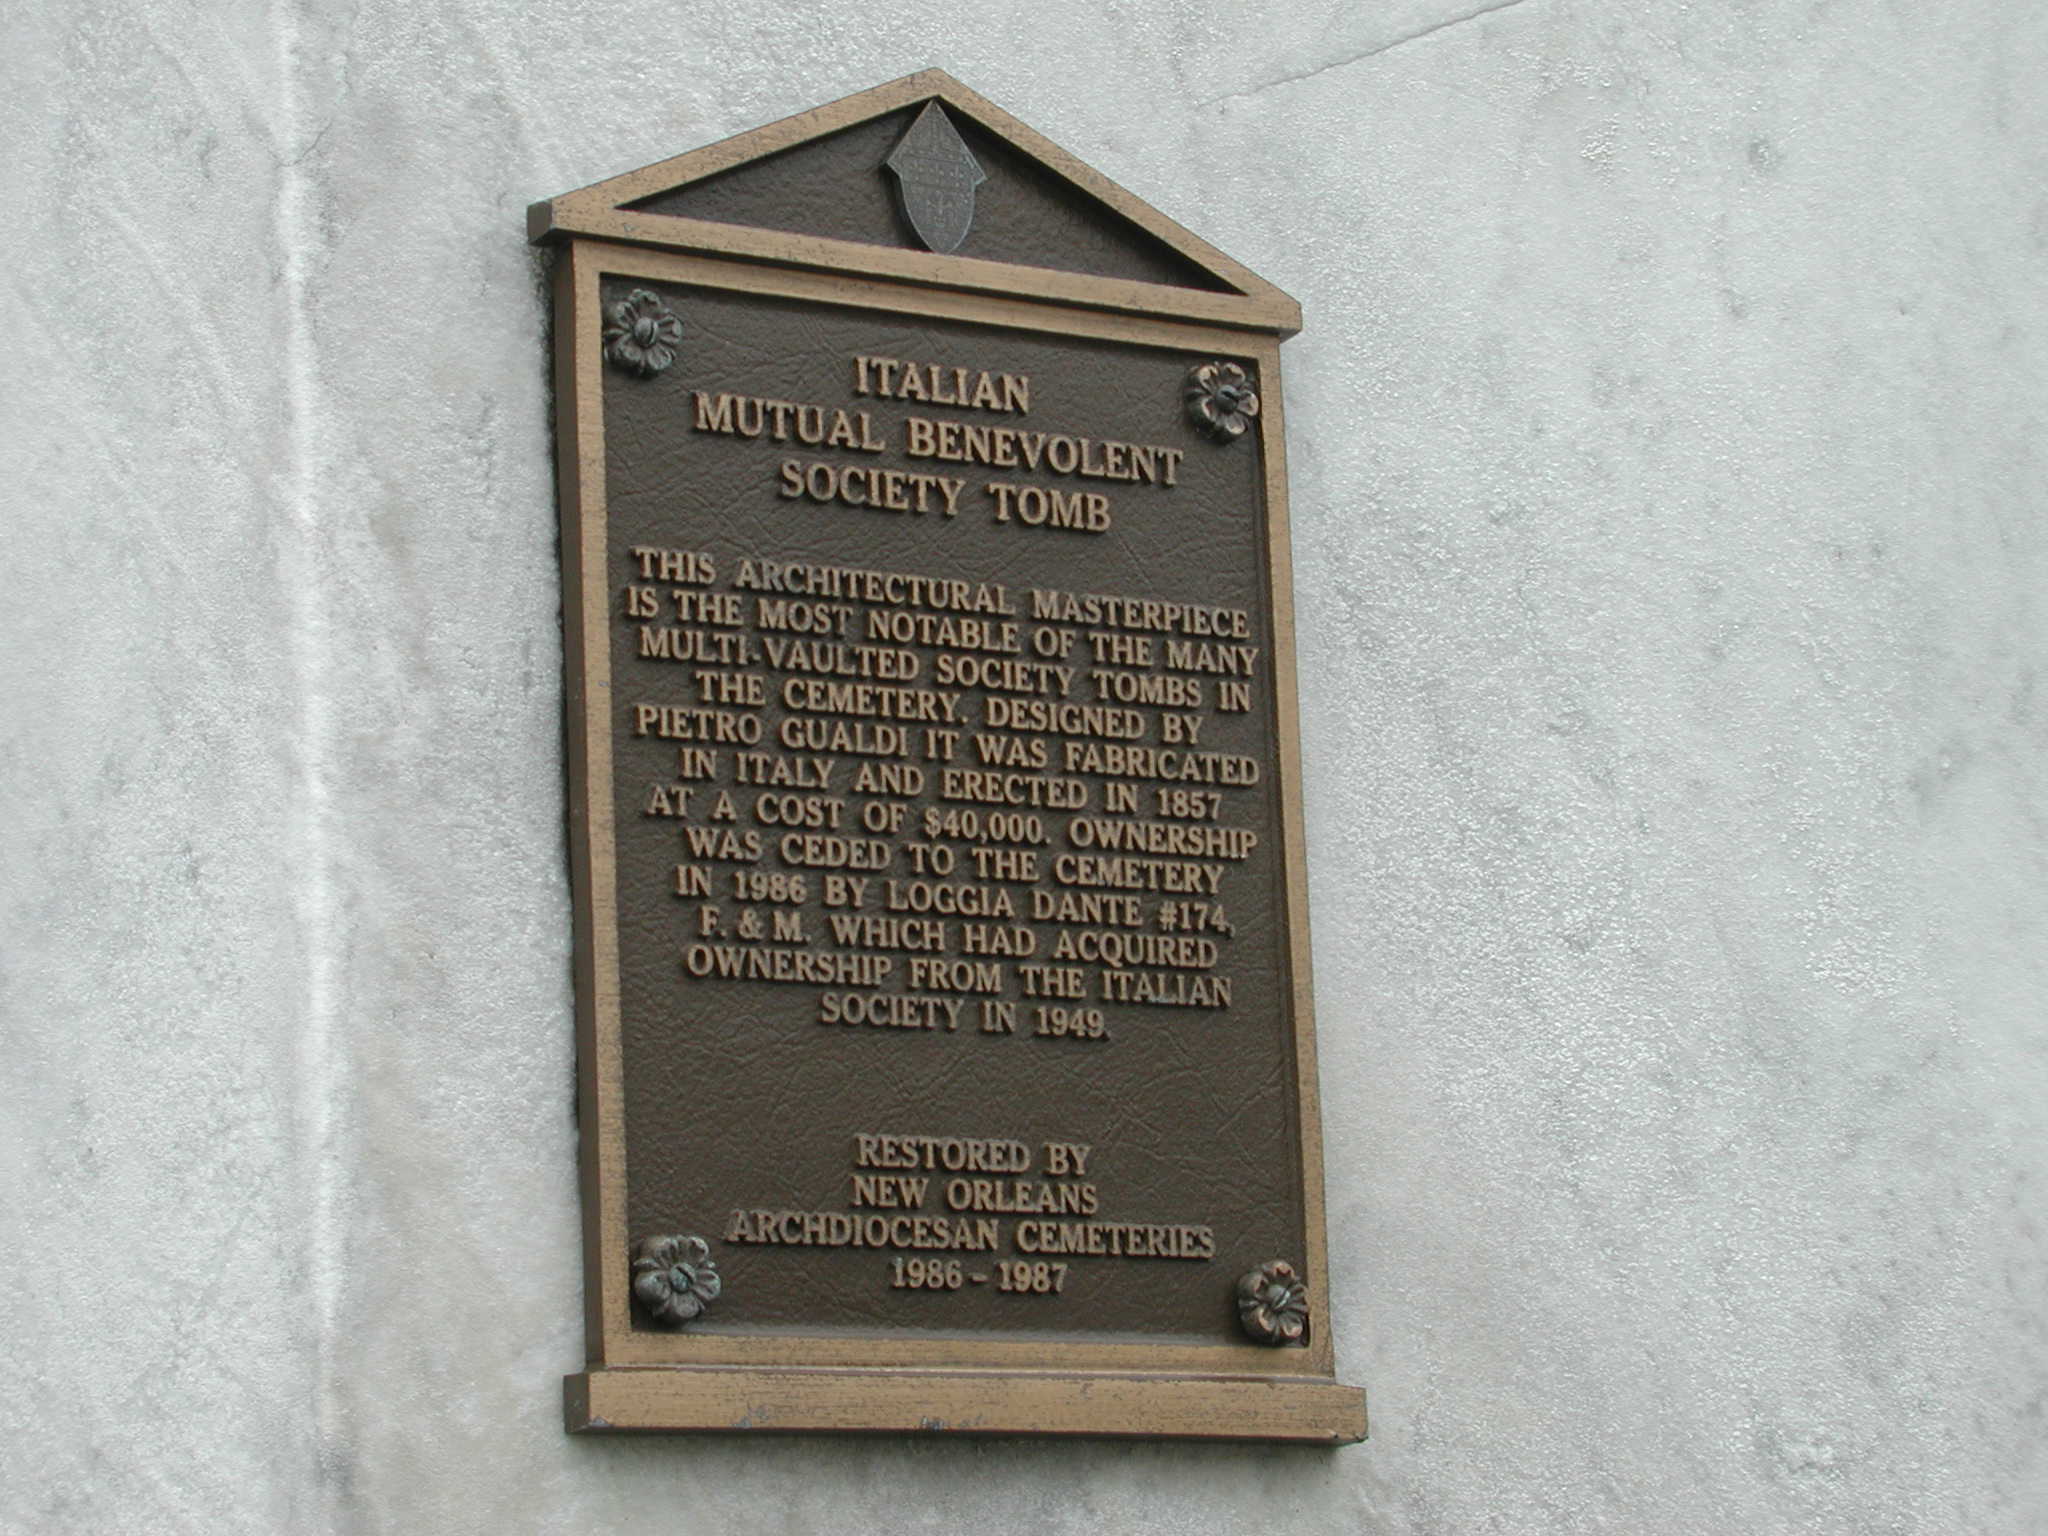 ITALIAN
MUTUAL BENEVOLENT
SOCIETY TOMB
THIS ARCHITECTURAL MASTERPIECE
IS THE MOST NOTABLE OF THE MANY
MULTI-VAULTED SOCIETY TOMBS IN
THE CEMETERY. DESIGNED BY
PIETRO GUALDI IT WAS FABRICATED
IN ITALY AND ERECTED IN 1857
AT A COST OF $40,000. OWNERSHIP
WAS CEDED TO THE CEMETERY
IN 1986 BY LOGGIA DANTE #174,
F. & M. WHICH HAD ACQUIRED
OWNERSHIP FROM THE ITALIAN
SOCIETY IN 1949.
RESTORED BY
NEW ORLEANS
ARCHDIOCESAN CEMETERIES
1986 - 1987